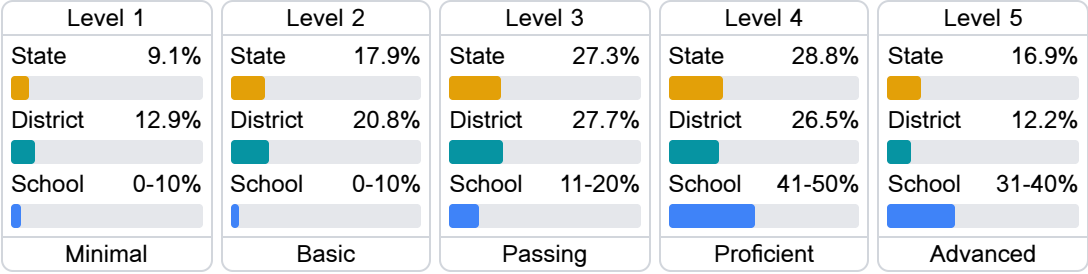 Level 1
State 9.1%
District 12.9%
School 0-10%
Minimal
Level 2
State 17.9%
District 20.8%
School 0-10%
Basic
Level 3
State 27.3%
District 27.7%
School 11-20%
Passing
Level 4
State 28.8%
District 26.5%
School 41-50%
Proficient
Level 5
State 16.9%
District 12.2%
School 31-40%
Advanced